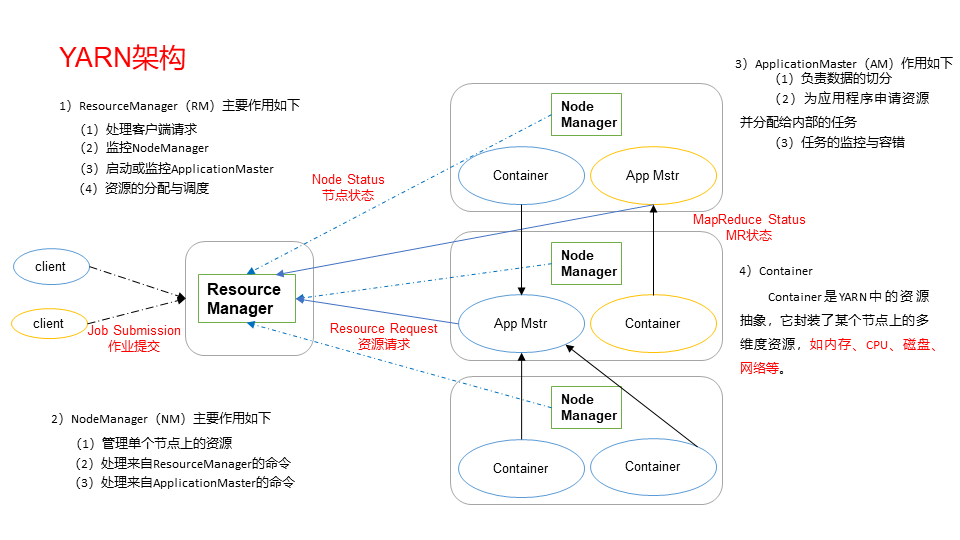 YARN架构
1）ResourceManager（RM）主要作用如下
（1）处理客户端请求
（2）监控NodeManager
（3）启动或监控ApplicationMaster
（4）资源的分配与调度
client
client
Job Submission
作业提交
Resource
Manager
Node Status
节点状态
Resource Request
资源请求
MapReduce Status
MR状态
Node
Manager
Container
App Mstr
Node
Manager
App Mstr
Container
Node
Manager
Container
Container
2）NodeManager（NM）主要作用如下
（1）管理单个节点上的资源
（2）处理来自ResourceManager的命令
（3）处理来自ApplicationMaster的命令
3）ApplicationMaster（AM）作用如下
（1）负责数据的切分
（2）为应用程序申请资源
并分配给内部的任务
（3）任务的监控与容错
4）Container
Container是YARN中的资源
抽象，它封装了某个节点上的多
维度资源，如内存、CPU、磁盘、
网络等。